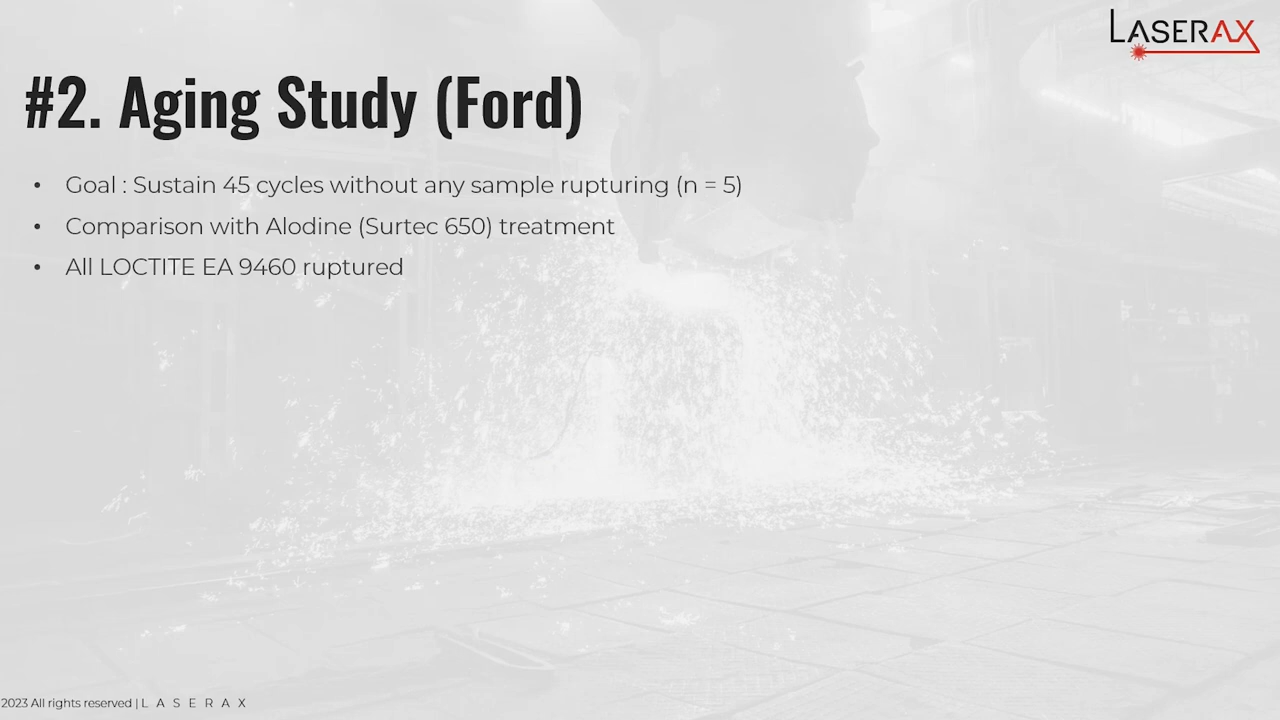 LASERAX
#2. Aging Study (Ford)
• Goal : Sustain 45 cycles without any sample rupturing (n = 5)
• Comparison with Alodine (Surtec 650) treatment
• All LOCTITE EA 9460 ruptured
2023 All rights reserved | L A S E R A X